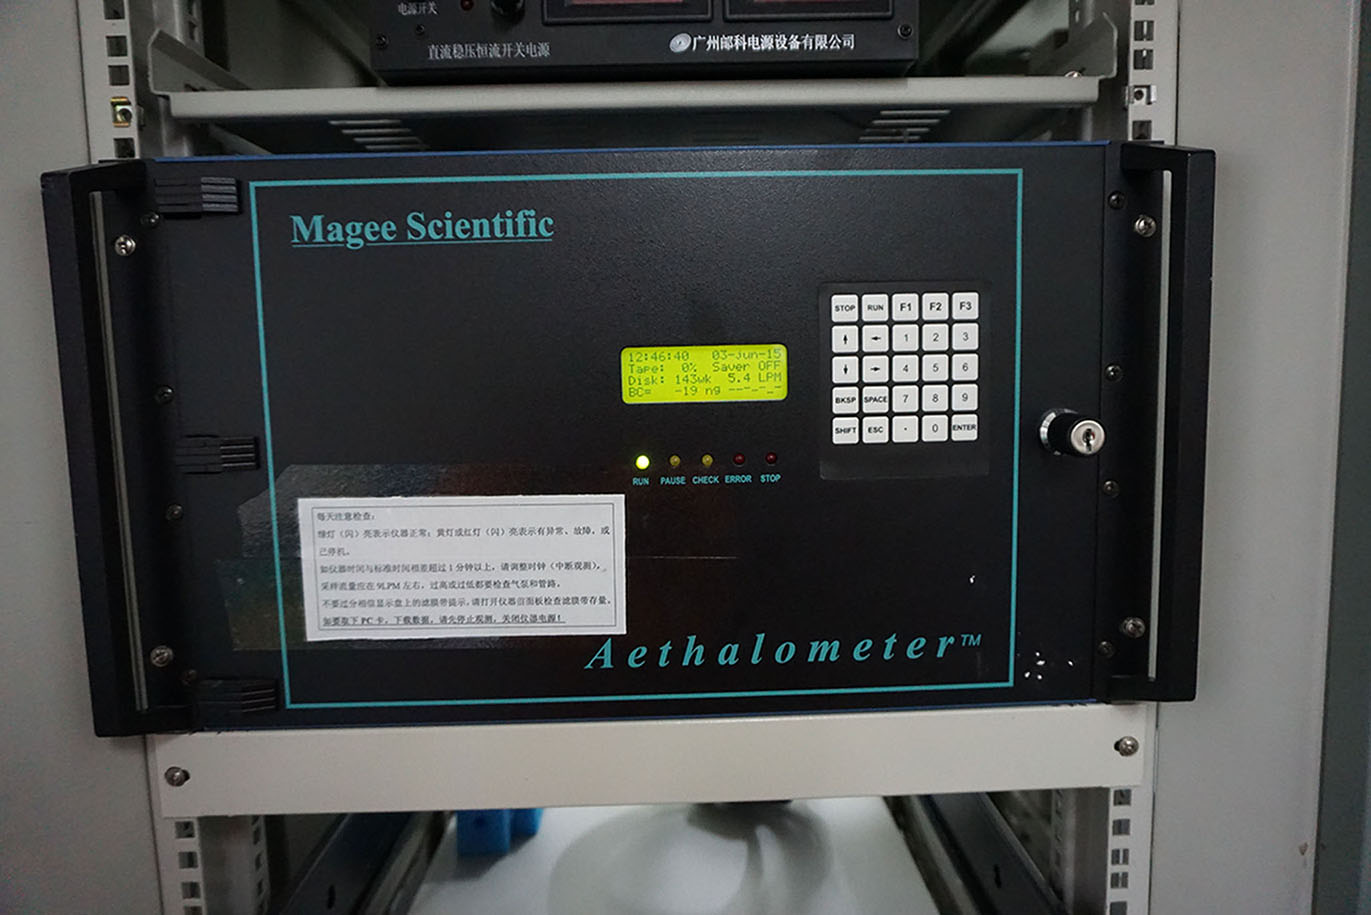 电源开关
直流稳压恒流开关电源
广州邮科电源设备有限公司
Magee Scientific
STOP RUN F1 F2 F3
1 2 3
4 5 6
BKSP SPACE 7 8 9
SHIFT ESC . 0 ENTER
12:46:40 03-Jun-15
Tape: 0% Saver OFF
Disk: 143wk 5.4 LPM
BC= -19 ng
RUN PAUSE CHECK ERROR STOP
每天注意检查：
绿灯（闪）亮表示仪器正常；黄灯或红灯（闪）亮表示有异常、故障，或
已停机。
如仪器时间与标准时间相差超过1分钟以上，请调整时钟（中断观测）。
采样流量应在9LPM左右，过高或过低都要检查气泵和管路。
不要过分相信显示盘上的滤膜带提示，请打开仪器前面板检查滤膜带存量。
如要取下PC卡，下载数据，请先停止观测，关闭仪器电源！
Aethalometer™